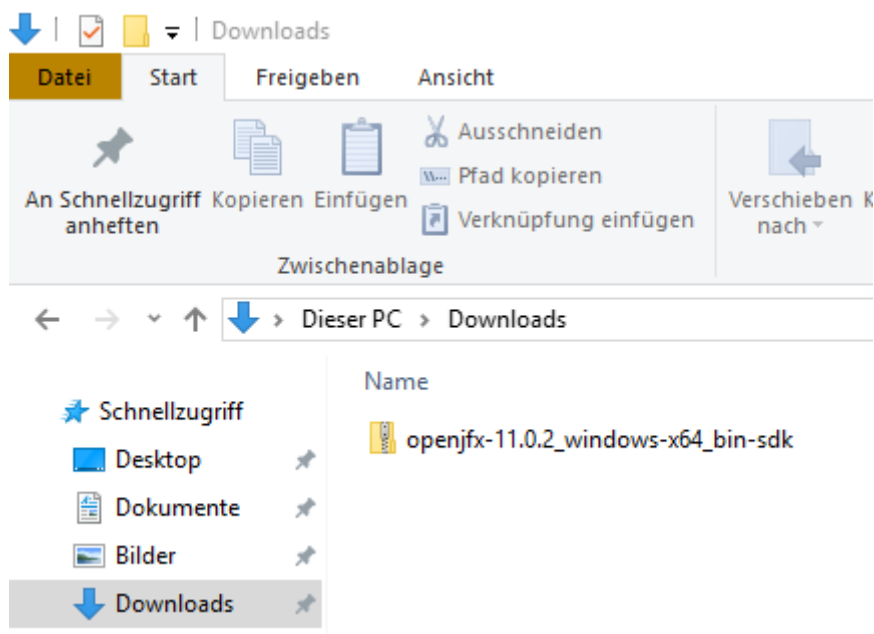 Downloads
Datei Start Freigeben Ansicht
An Schnellzugriff anheften
Kopieren
Einfügen
Ausschneiden
Pfad kopieren
Verknüpfung einfügen
Verschieben nach
K
Zwischenablage
Dieser PC > Downloads
Name
Schnellzugriff
Desktop
Dokumente
Bilder
Downloads
openjfx-11.0.2_windows-x64_bin-sdk